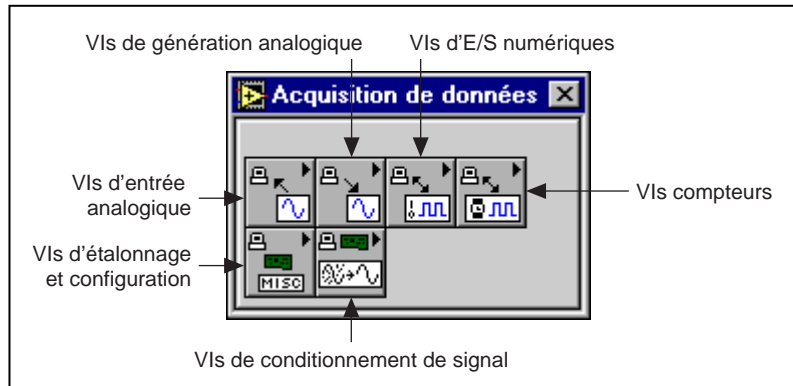 VIs de génération analogique
VIs d'E/S numériques
Acquisition de données
VIs d'entrée
analogique
VIs compteurs
VIs d'étalonnage
et configuration
MISC
VIs de conditionnement de signal